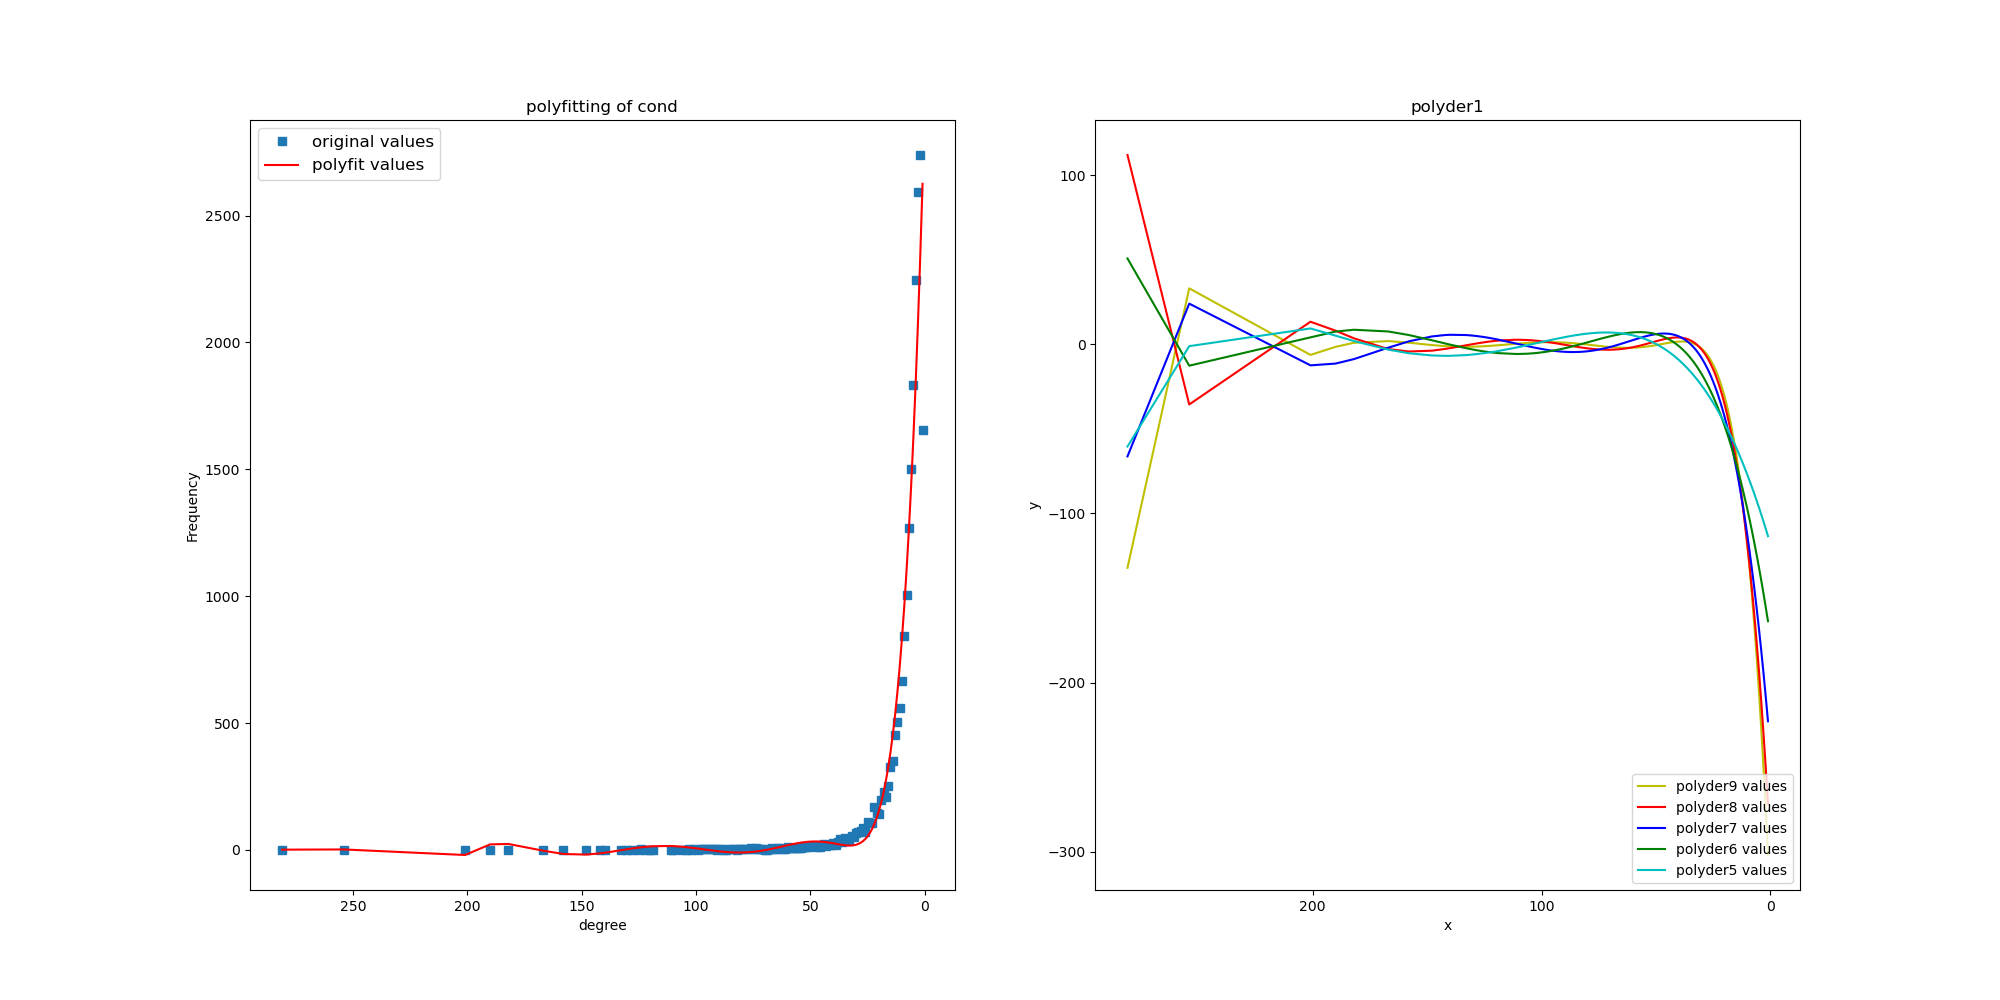 polyfitting of cond
original values
polyfit values
Frequency
2500
2000
1500
1000
500
0
250
200
150
100
50
0
degree
polyder1
y
100
0
−100
−200
−300
polyder9 values
polyder8 values
polyder7 values
polyder6 values
polyder5 values
200
100
0
x